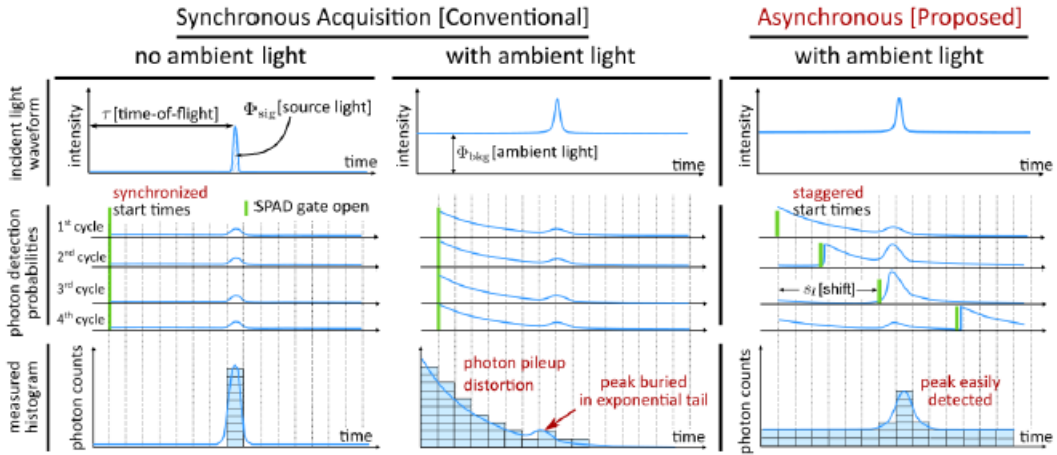 Synchronous Acquisition [Conventional]
Asynchronous [Proposed]
no ambient light
with ambient light
with ambient light
incident light
waveform
intensity
τ [time-of-flight]
Φsig [source light]
time
intensity
Φbkg [ambient light]
time
intensity
time
photon detection
probabilities
synchronized
start times
SPAD gate open
1st cycle
2nd cycle
3rd cycle
4th cycle
staggered
start times
sℓ [shift]
measured
histogram
photon counts
time
photon pileup
distortion
peak buried
in exponential tail
time
photon counts
peak easily
detected
time